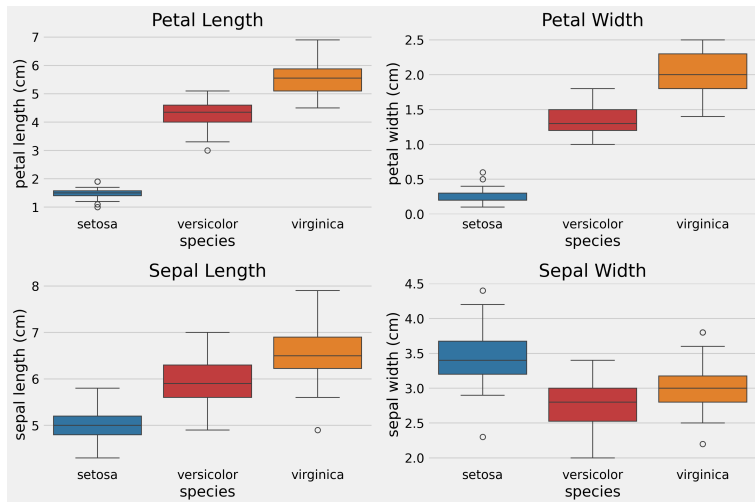 Petal Length
petal length (cm)
7
6
5
4
3
2
1
setosa versicolor virginica
species
Petal Width
petal width (cm)
2.5
2.0
1.5
1.0
0.5
0.0
setosa versicolor virginica
species
Sepal Length
sepal length (cm)
8
7
6
5
setosa versicolor virginica
species
Sepal Width
sepal width (cm)
4.5
4.0
3.5
3.0
2.5
2.0
setosa versicolor virginica
species